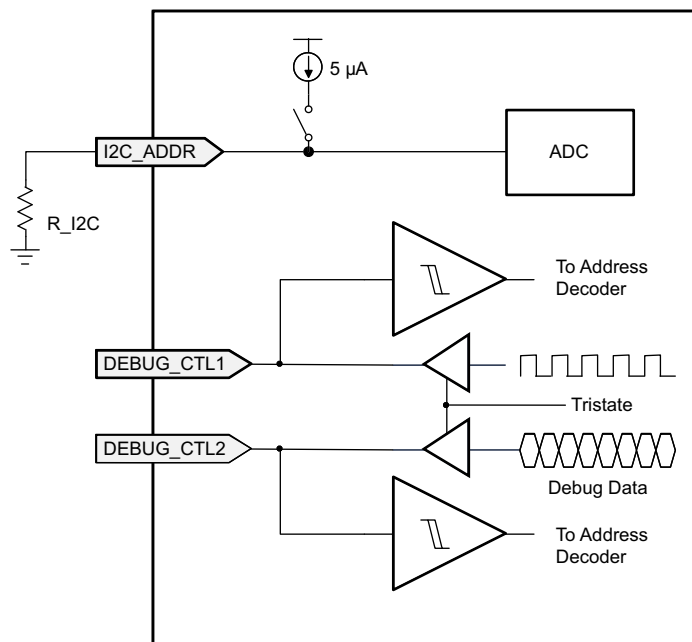 5 µA
I2C_ADDR
ADC
R_I2C
To Address
Decoder
DEBUG_CTL1
Tristate
DEBUG_CTL2
Debug Data
To Address
Decoder